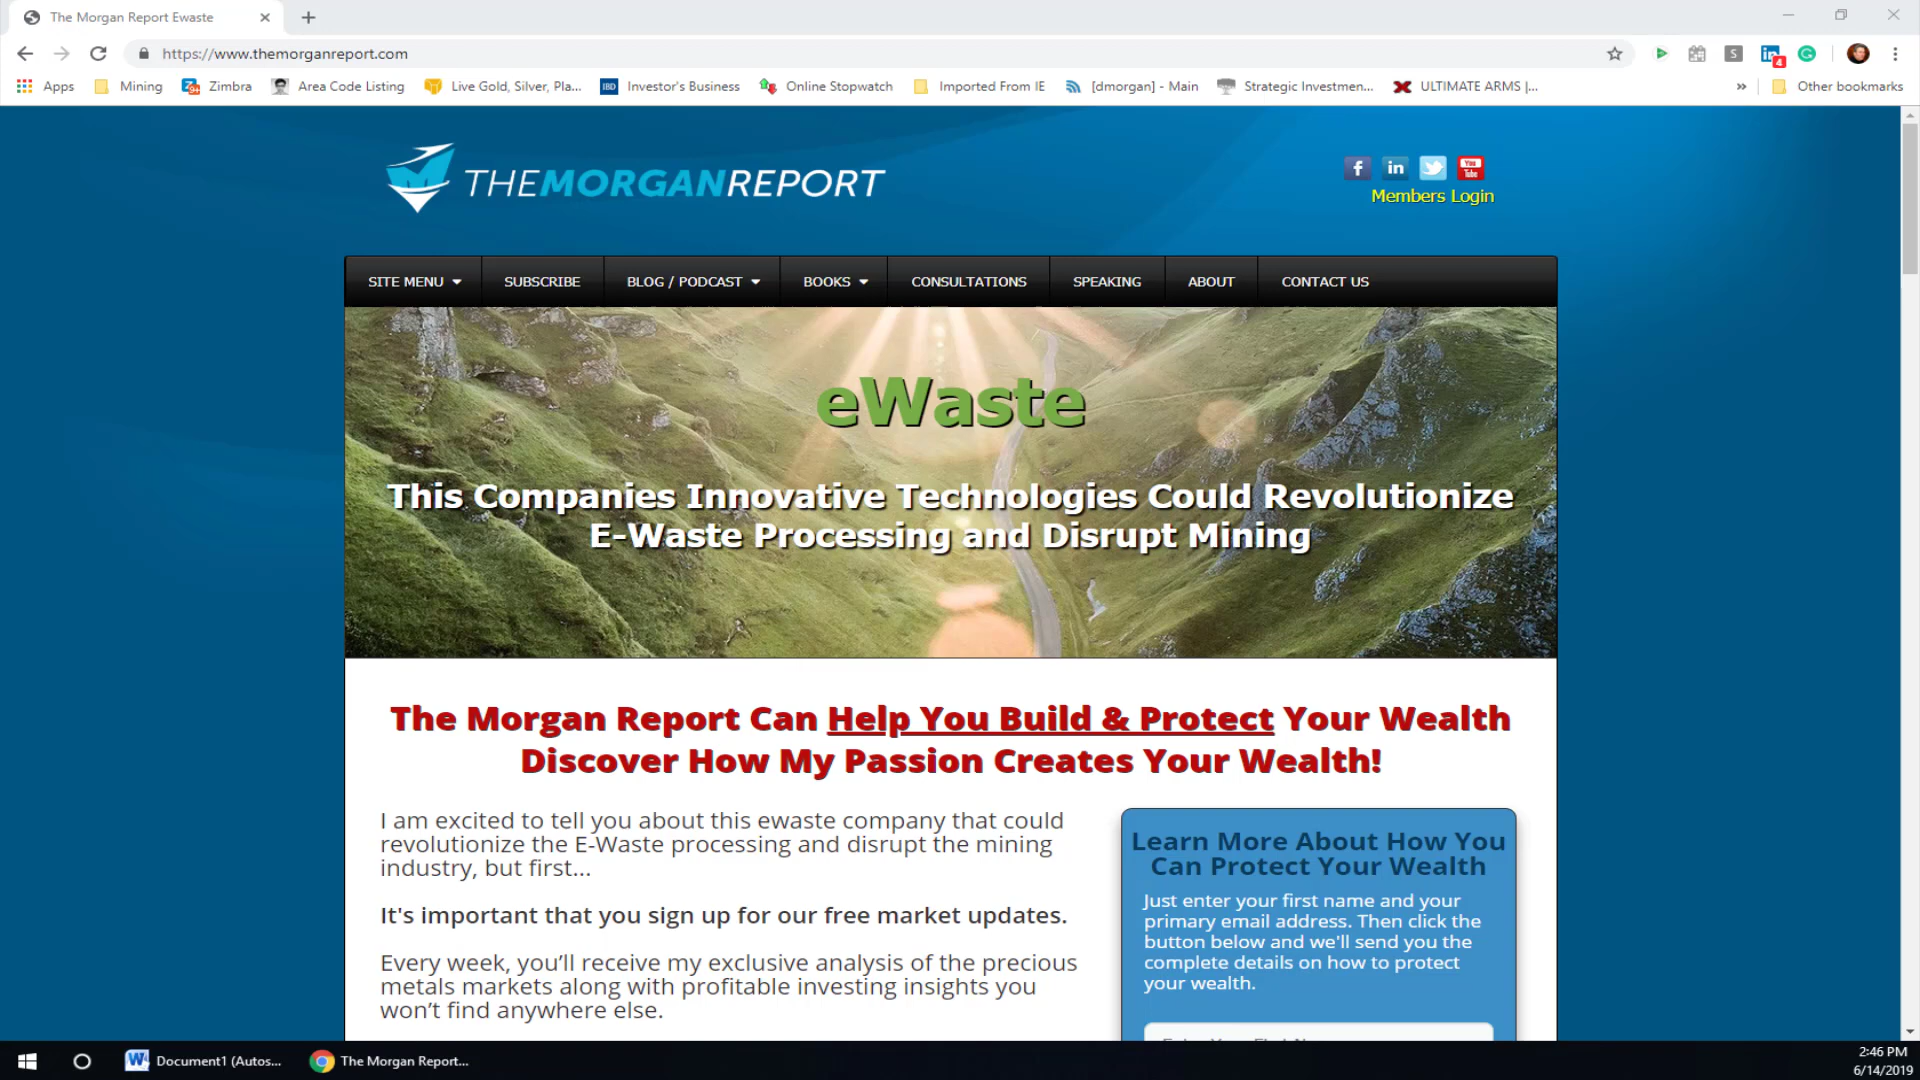 The Morgan Report Ewaste
https://www.themorganreport.com
4
Apps
Mining
Zimbra
Area Code Listing
Live Gold, Silver, Pla...
IBD
Investor's Business
Online Stopwatch
Imported From IE
[dmorgan] - Main
Strategic Investmen...
ULTIMATE ARMS |...
Other bookmarks
THEMORGANREPORT
f
in
You Tube
Members Login
SITE MENU
SUBSCRIBE
BLOG / PODCAST
BOOKS
CONSULTATIONS
SPEAKING
ABOUT
CONTACT US
eWaste
This Companies Innovative Technologies Could Revolutionize
E-Waste Processing and Disrupt Mining
The Morgan Report Can Help You Build & Protect Your Wealth
Discover How My Passion Creates Your Wealth!
I am excited to tell you about this ewaste company that could
revolutionize the E-Waste processing and disrupt the mining
industry, but first...
It's important that you sign up for our free market updates.
Every week, you’ll receive my exclusive analysis of the precious
metals markets along with profitable investing insights you
won’t find anywhere else.
Learn More About How You
Can Protect Your Wealth
Just enter your first name and your
primary email address. Then click the
button below and we'll send you the
complete details on how to protect
your wealth.
Document1 (Autos...
The Morgan Report...
2:46 PM
6/14/2019